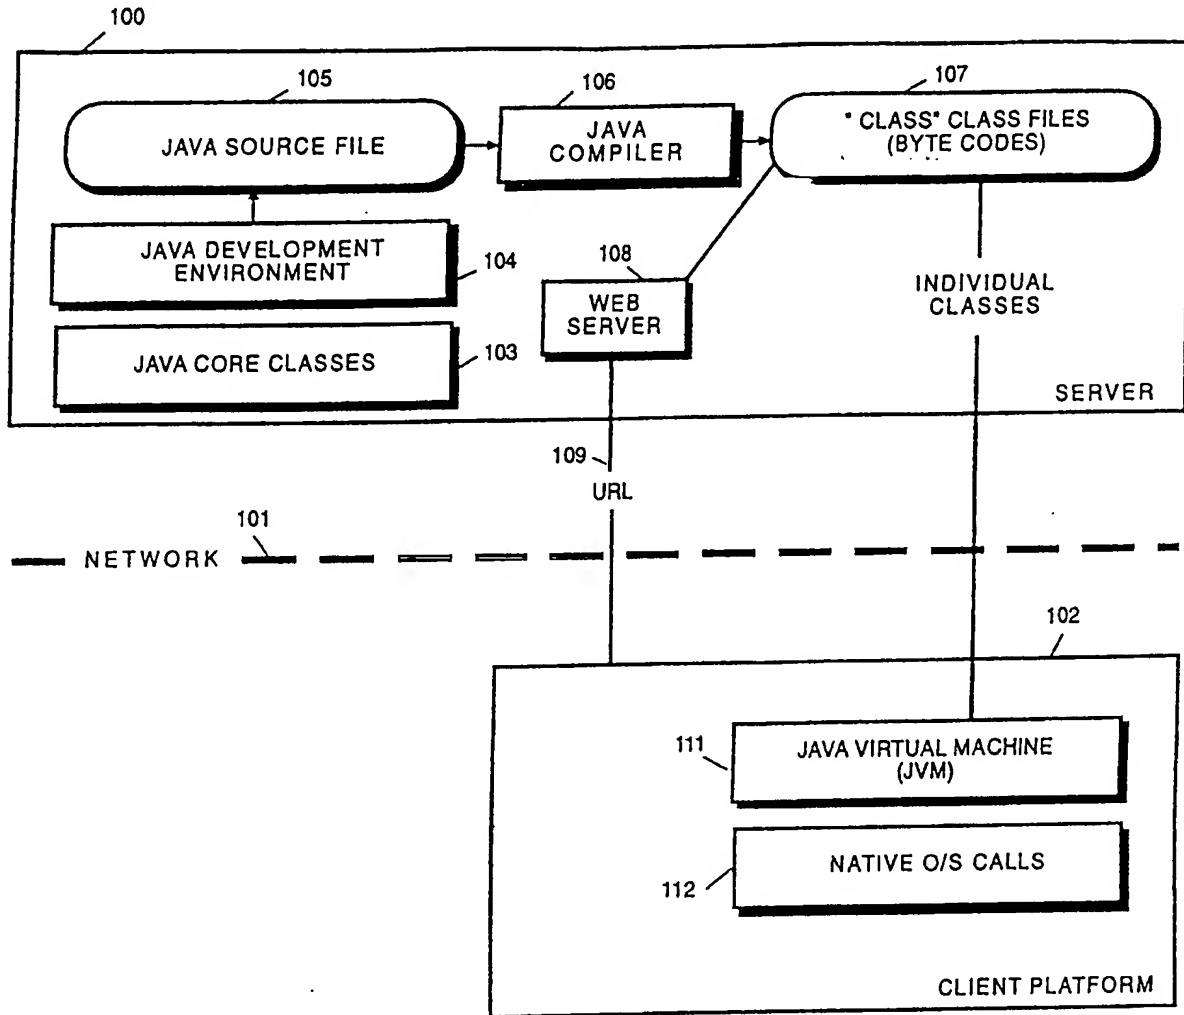 100
105
106
107
JAVA SOURCE FILE
JAVA
COMPILER
" CLASS" CLASS FILES
(BYTE CODES)
JAVA DEVELOPMENT
ENVIRONMENT
104
108
WEB
SERVER
INDIVIDUAL
CLASSES
JAVA CORE CLASSES
103
SERVER
109
URL
101
NETWORK
102
111
JAVA VIRTUAL MACHINE
(JVM)
NATIVE O/S CALLS
112
CLIENT PLATFORM